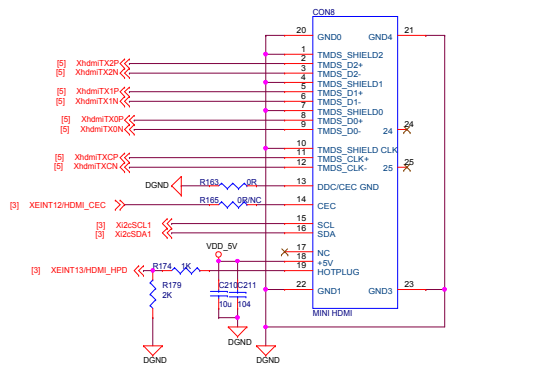 CON8
20 GND0 GND4 21
1 TMDS_SHIELD2
[5] XhdmiTX2P 2 TMDS_D2+
[5] XhdmiTX2N 3 TMDS_D2-
4 TMDS_SHIELD1
[5] XhdmiTX1P 5 TMDS_D1+
[5] XhdmiTX1N 6 TMDS_D1-
7 TMDS_SHIELD0
[5] XhdmiTX0P 8 TMDS_D0+
[5] XhdmiTX0N 9 TMDS_D0- 24 24
10 TMDS_SHIELD CLK
[5] XhdmiTXCP 11 TMDS_CLK+
[5] XhdmiTXCN 12 TMDS_CLK- 25 25
DGND R163 0R 13 DDC/CEC GND
[3] XEINT12/HDMI_CEC R165 0R/NC 14 CEC
[3] Xi2cSCL1 15 SCL
[3] Xi2cSDA1 16 SDA
VDD_5V 17 NC
18 +5V
[3] XEINT13/HDMI_HPD R174 1K 19 HOTPLUG
R179 C210 C211 22 GND1 GND3 23
2K 10u 104
MINI HDMI
DGND
DGND DGND